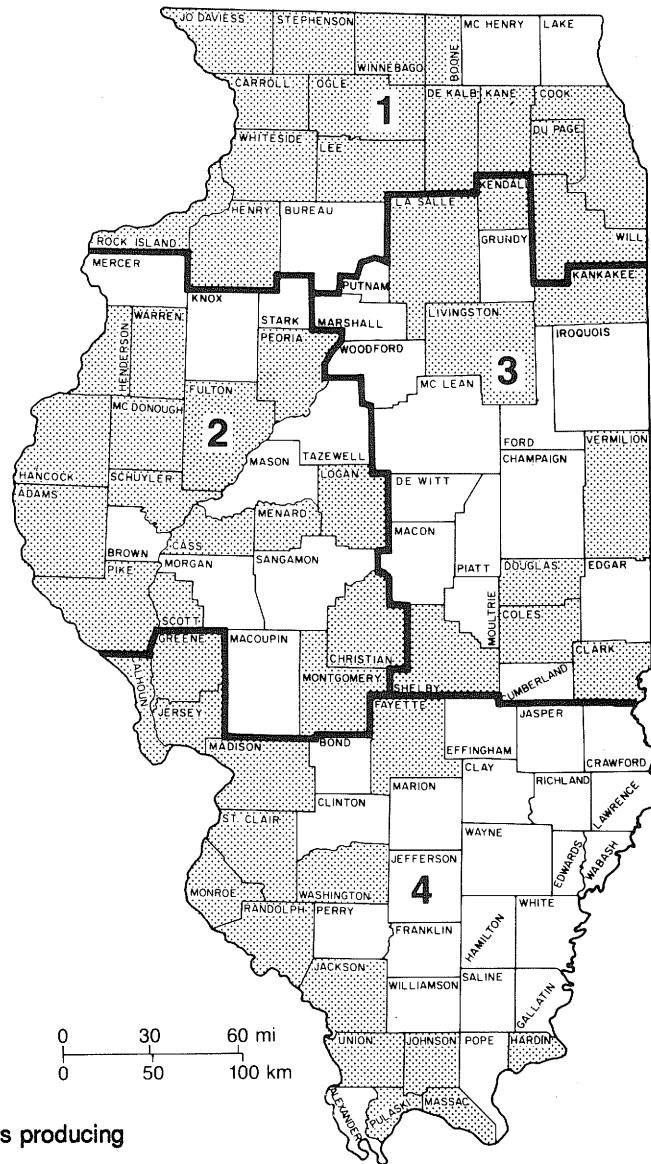 JO DAVIESS
STEPHENSON
WINNEBAGO
BOONE
MC HENRY
LAKE
CARROLL
OGLE
1
DE KALB
KANE
COOK
DU PAGE
WHITESIDE
LEE
KENDALL
HENRY
BUREAU
LA SALLE
GRUNDY
WILL
ROCK ISLAND
MERCER
PUTNAM
KANKAKEE
KNOX
STARK
MARSHALL
LIVINGSTON
HENDERSON
WARREN
PEORIA
WOODFORD
3
IROQUOIS
FULTON
MC LEAN
MC DONOUGH
2
FORD
VERMILION
HANCOCK
SCHUYLER
MASON
TAZEWELL
LOGAN
CHAMPAIGN
ADAMS
DE WITT
BROWN
CASS
MENARD
MACON
PIATT
PIKE
MORGAN
SANGAMON
DOUGLAS
EDGAR
SCOTT
MOULTRIE
COLES
GREENE
MACOUPIN
CHRISTIAN
CLARK
CALHOUN
MONTGOMERY
SHELBY
CUMBERLAND
JERSEY
FAYETTE
JASPER
MADISON
BOND
EFFINGHAM
CRAWFORD
CLAY
RICHLAND
LAWRENCE
MARION
CLINTON
ST. CLAIR
WAYNE
EDWARDS
WABASH
JEFFERSON
4
MONROE
WASHINGTON
RANDOLPH
PERRY
WHITE
HAMILTON
FRANKLIN
JACKSON
WILLIAMSON
SALINE
GALLATIN
UNION
JOHNSON
POPE
HARDIN
ALEXANDER
PULASKI
MASSAC
0 30 60 mi
0 50 100 km
s producing